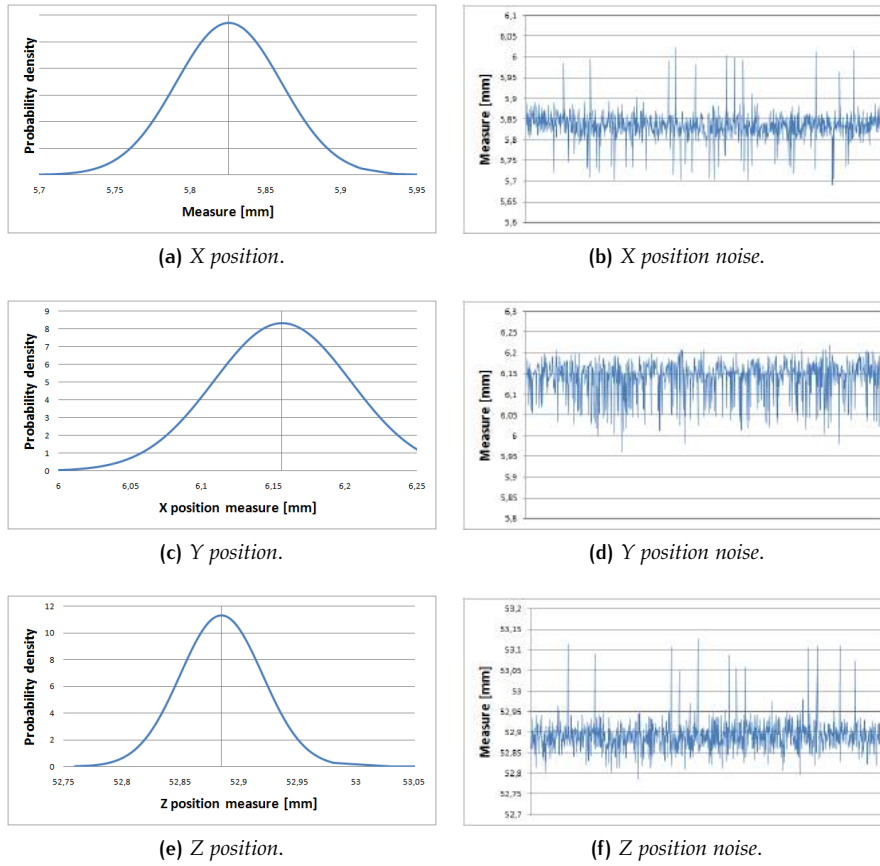 Probability density
5,7 5,75 5,8 5,85 5,9 5,95
Measure [mm]
(a) X position.
Measure [mm]
6,1
6,05
6
5,95
5,9
5,85
5,8
5,75
5,7
5,65
5,6
(b) X position noise.
Probability density
9
8
7
6
5
4
3
2
1
0
6 6,05 6,1 6,15 6,2 6,25
X position measure [mm]
(c) Y position.
Measure [mm]
6,3
6,25
6,2
6,15
6,1
6,05
6
5,95
5,9
5,85
5,8
(d) Y position noise.
Probability density
12
10
8
6
4
2
0
52,75 52,8 52,85 52,9 52,95 53 53,05
Z position measure [mm]
(e) Z position.
Measure [mm]
53,2
53,15
53,1
53,05
53
52,95
52,9
52,85
52,8
52,75
52,7
(f) Z position noise.